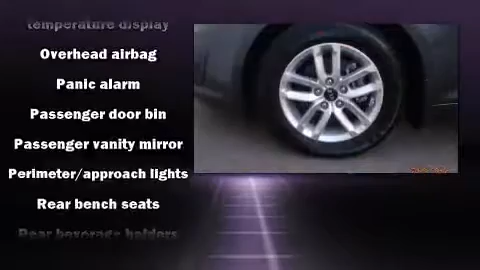 temperature display
Overhead airbag
Panic alarm
Passenger door bin
Passenger vanity mirror
Perimeter/approach lights
Rear bench seats
Rear beverage holders